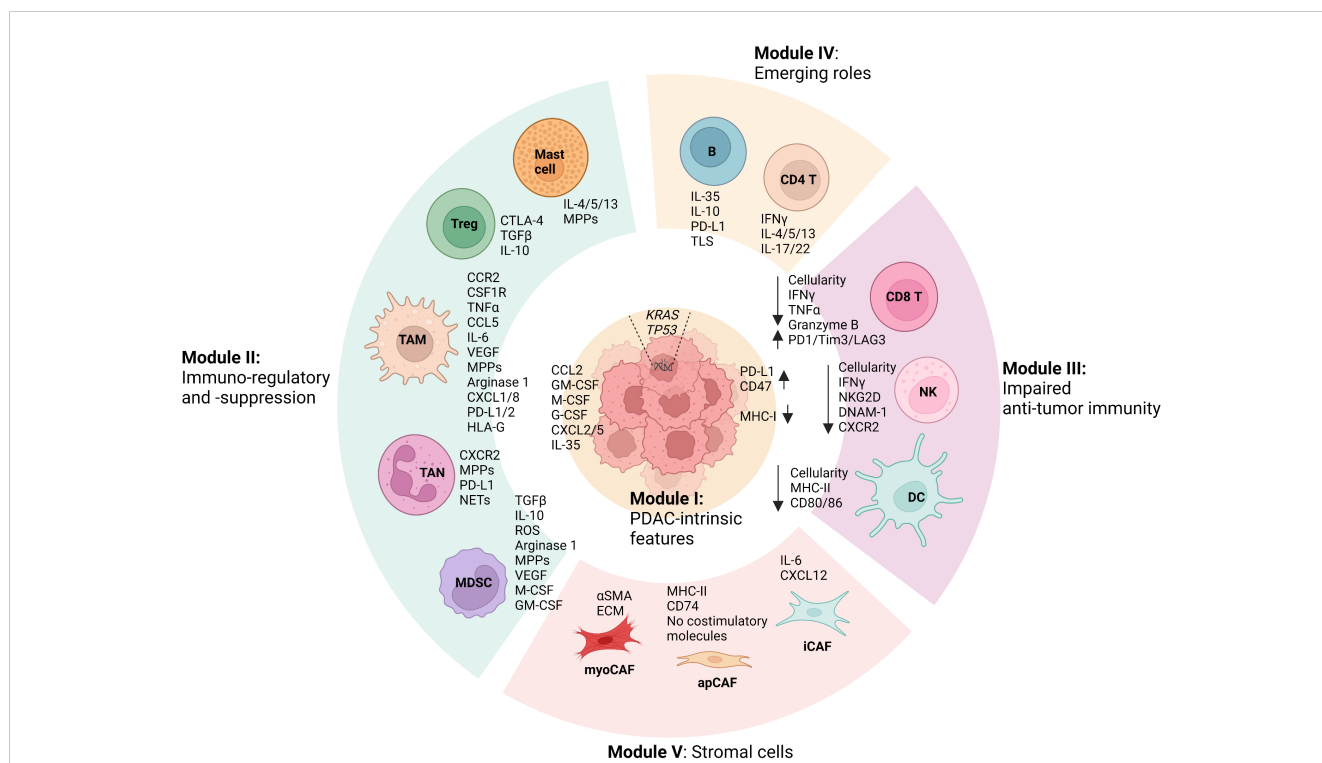 Module IV:
Emerging roles
B
IL-35
IL-10
PD-L1
TLS
CD4 T
IFNγ
IL-4/5/13
IL-17/22
Mast
cell
IL-4/5/13
MPPs
Treg
CTLA-4
TGFβ
IL-10
TAM
CCR2
CSF1R
TNFα
CCL5
IL-6
VEGF
MPPs
Arginase 1
CXCL1/8
PD-L1/2
HLA-G
Module II:
Immuno-regulatory
and -suppression
TAN
CXCR2
MPPs
PD-L1
NETs
MDSC
TGFβ
IL-10
ROS
Arginase 1
MPPs
VEGF
M-CSF
GM-CSF
KRAS
TP53
CCL2
GM-CSF
M-CSF
G-CSF
CXCL2/5
IL-35
PD-L1
CD47
MHC-I
Module I:
PDAC-intrinsic
features
CD8 T
Cellularity
IFNγ
TNFα
Granzyme B
PD1/Tim3/LAG3
NK
Cellularity
IFNγ
NKG2D
DNAM-1
CXCR2
Module III:
Impaired
anti-tumor immunity
DC
Cellularity
MHC-II
CD80/86
αSMA
ECM
myoCAF
MHC-II
CD74
No costimulatory
molecules
apCAF
IL-6
CXCL12
iCAF
Module V: Stromal cells